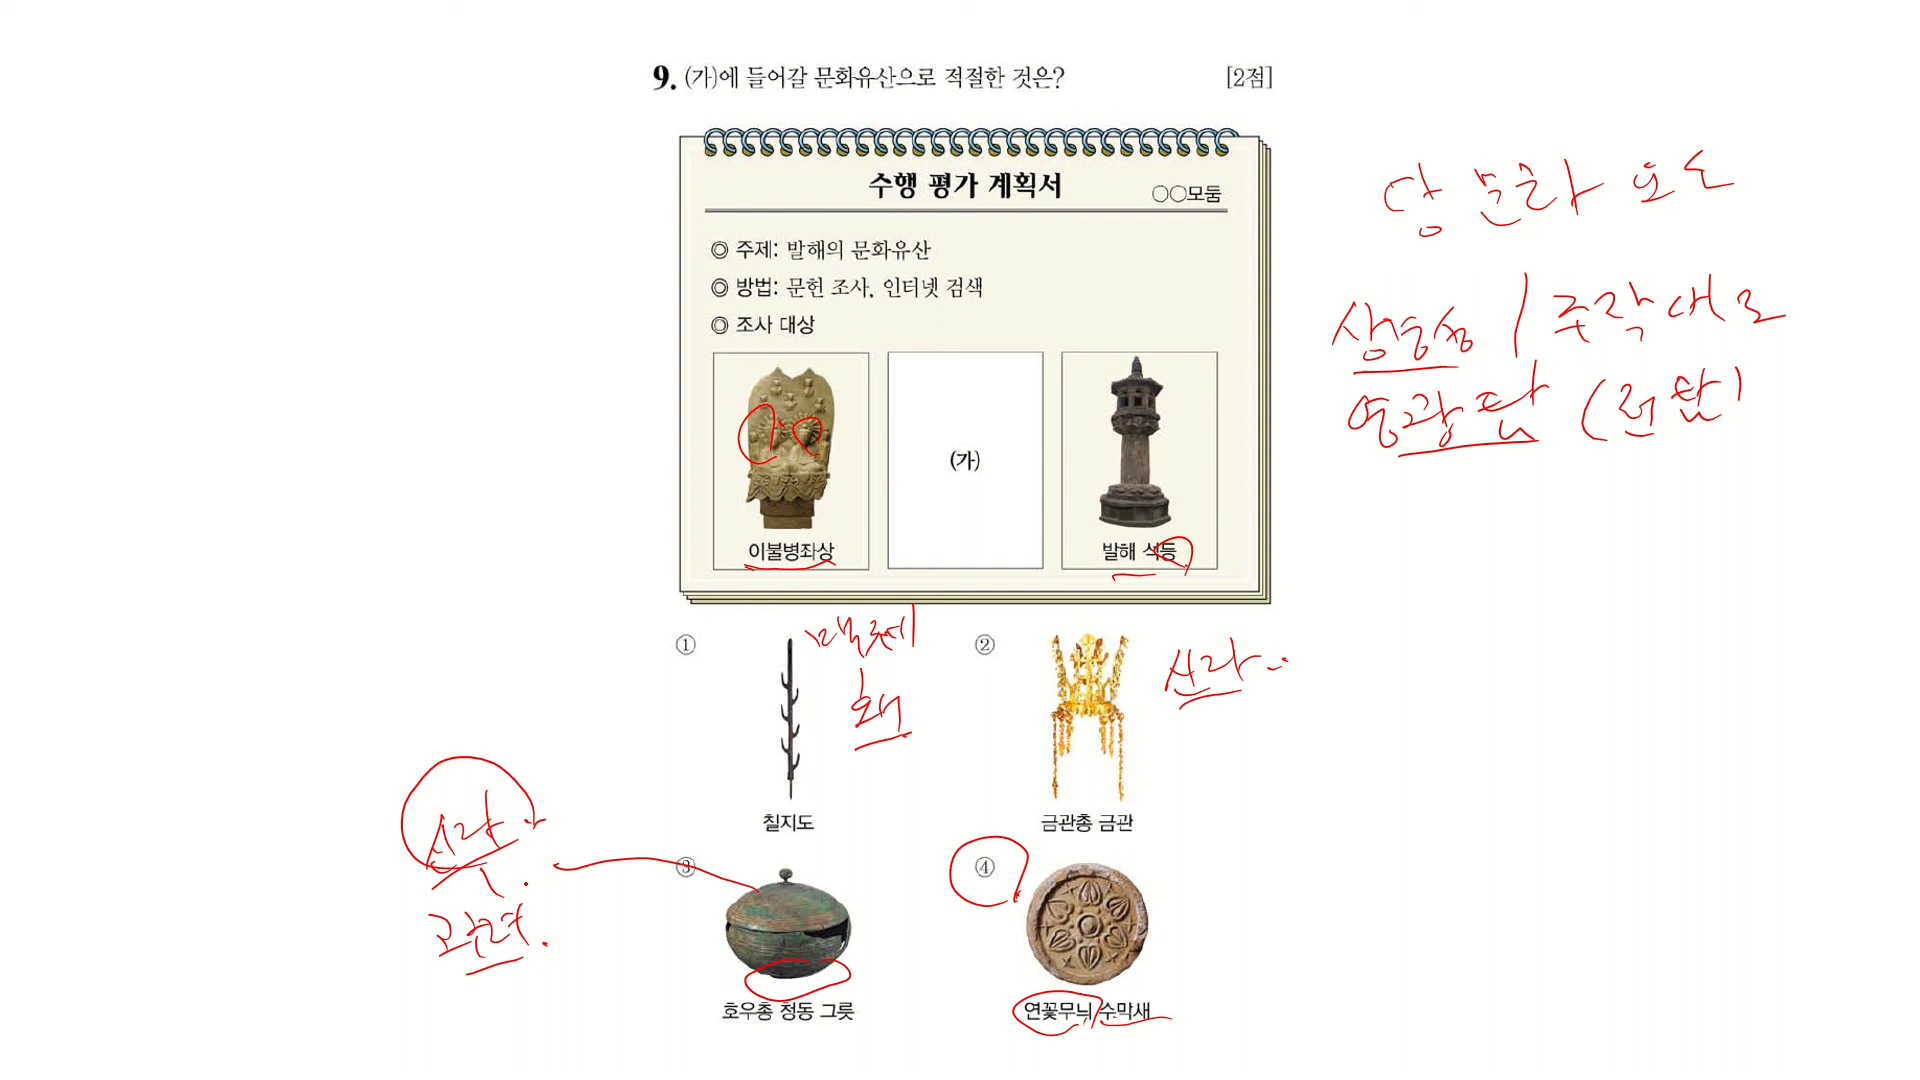 9. (가)에 들어갈 문화유산으로 적절한 것은? [2점]
수행 평가 계획서
○○모둠
◎ 주제: 발해의 문화유산
◎ 방법: 문헌 조사, 인터넷 검색
◎ 조사 대상
(가)
이불병좌상
발해 석등
당 문화 요소
상경성 / 주작대로
영광탑 (전탑)
①
백제
왜
칠지도
②
신라
금관총 금관
③
호우총 청동 그릇
신라
고구려.
④
연꽃무늬 수막새